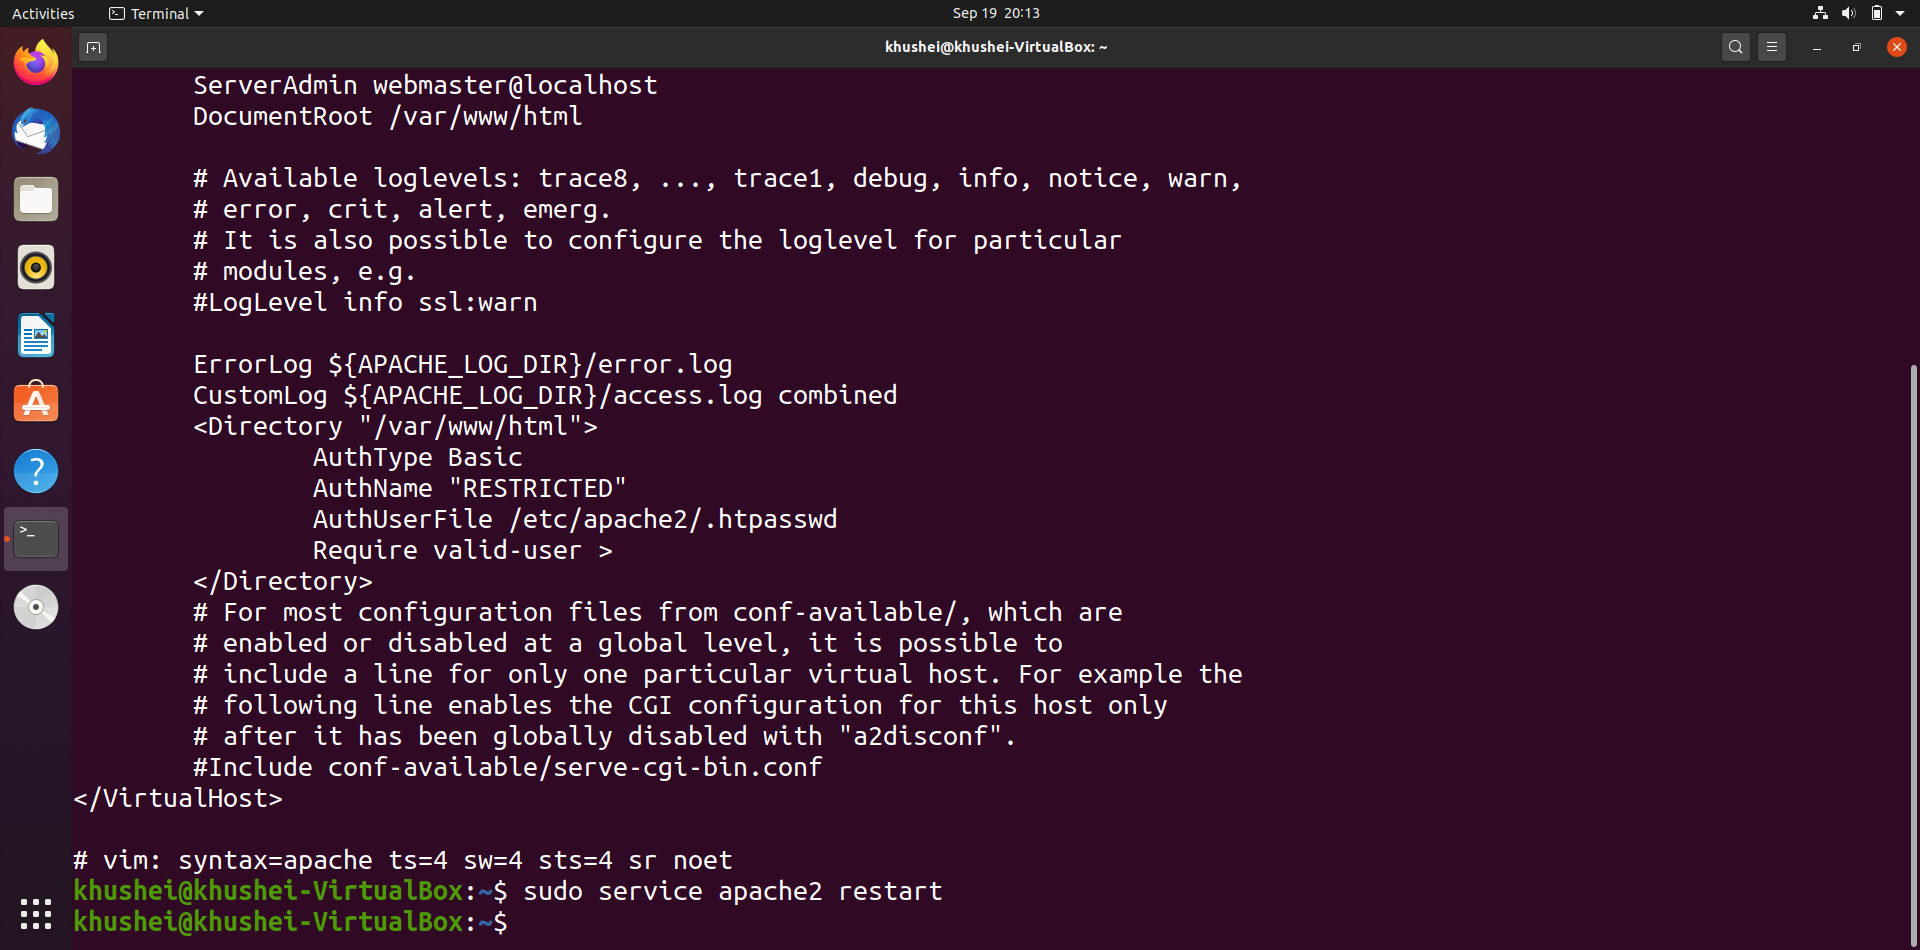 Activities
Terminal
Sep 19 20:13
khushei@khushei-VirtualBox: ~
ServerAdmin webmaster@localhost
DocumentRoot /var/www/html
# Available loglevels: trace8, ..., trace1, debug, info, notice, warn,
# error, crit, alert, emerg.
# It is also possible to configure the loglevel for particular
# modules, e.g.
#LogLevel info ssl:warn
ErrorLog ${APACHE_LOG_DIR}/error.log
CustomLog ${APACHE_LOG_DIR}/access.log combined
<Directory "/var/www/html">
AuthType Basic
AuthName "RESTRICTED"
AuthUserFile /etc/apache2/.htpasswd
Require valid-user >
</Directory>
# For most configuration files from conf-available/, which are
# enabled or disabled at a global level, it is possible to
# include a line for only one particular virtual host. For example the
# following line enables the CGI configuration for this host only
# after it has been globally disabled with "a2disconf".
#Include conf-available/serve-cgi-bin.conf
</VirtualHost>
# vim: syntax=apache ts=4 sw=4 sts=4 sr noet
khushei@khushei-VirtualBox:~$ sudo service apache2 restart
khushei@khushei-VirtualBox:~$